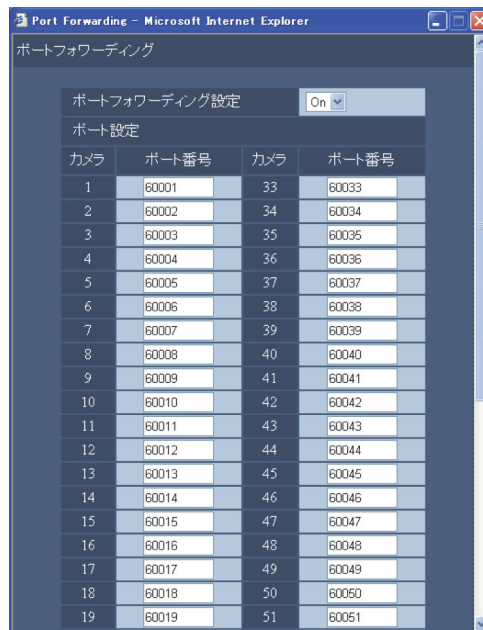 Port Forwarding - Microsoft Internet Explorer
ポートフォワーディング
ポートフォワーディング設定 On
ポート設定
カメラ ポート番号 カメラ ポート番号
1 60001 33 60033
2 60002 34 60034
3 60003 35 60035
4 60004 36 60036
5 60005 37 60037
6 60006 38 60038
7 60007 39 60039
8 60008 40 60040
9 60009 41 60041
10 60010 42 60042
11 60011 43 60043
12 60012 44 60044
13 60013 45 60045
14 60014 46 60046
15 60015 47 60047
16 60016 48 60048
17 60017 49 60049
18 60018 50 60050
19 60019 51 60051